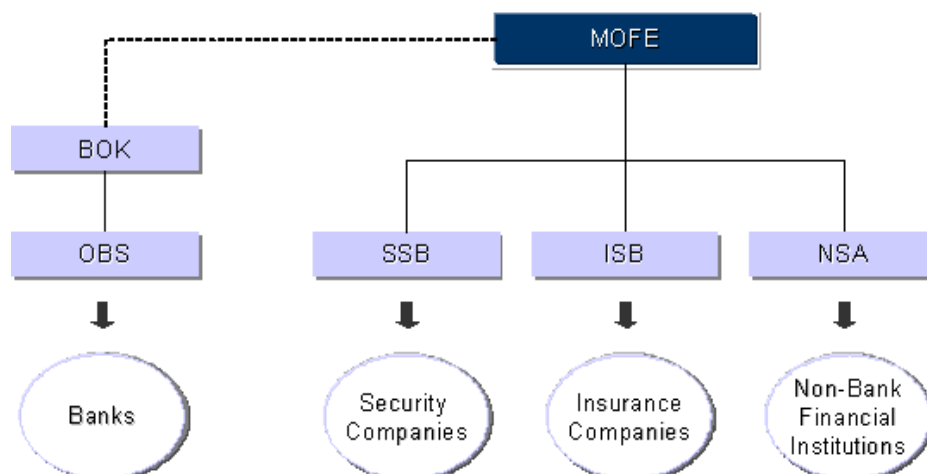 MOFE
BOK
OBS
SSB
ISB
NSA
Banks
Security
Companies
Insurance
Companies
Non-Bank
Financial
Institutions